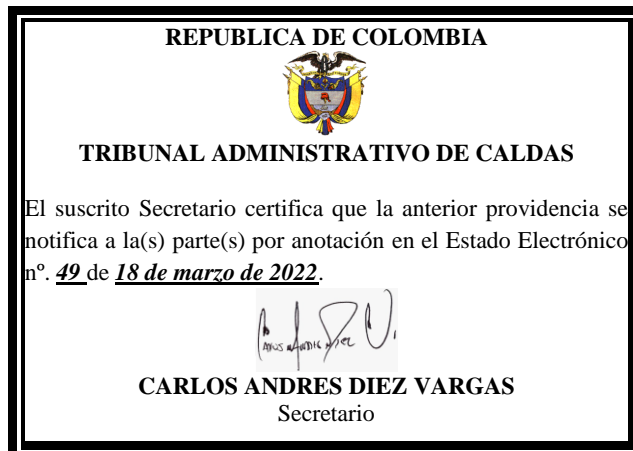 REPUBLICA DE COLOMBIA
TRIBUNAL ADMINISTRATIVO DE CALDAS
El suscrito Secretario certifica que la anterior providencia se
notifica a la(s) parte(s) por anotación en el Estado Electrónico
nº. 49 de 18 de marzo de 2022.
CARLOS ANDRES DIEZ VARGAS
Secretario